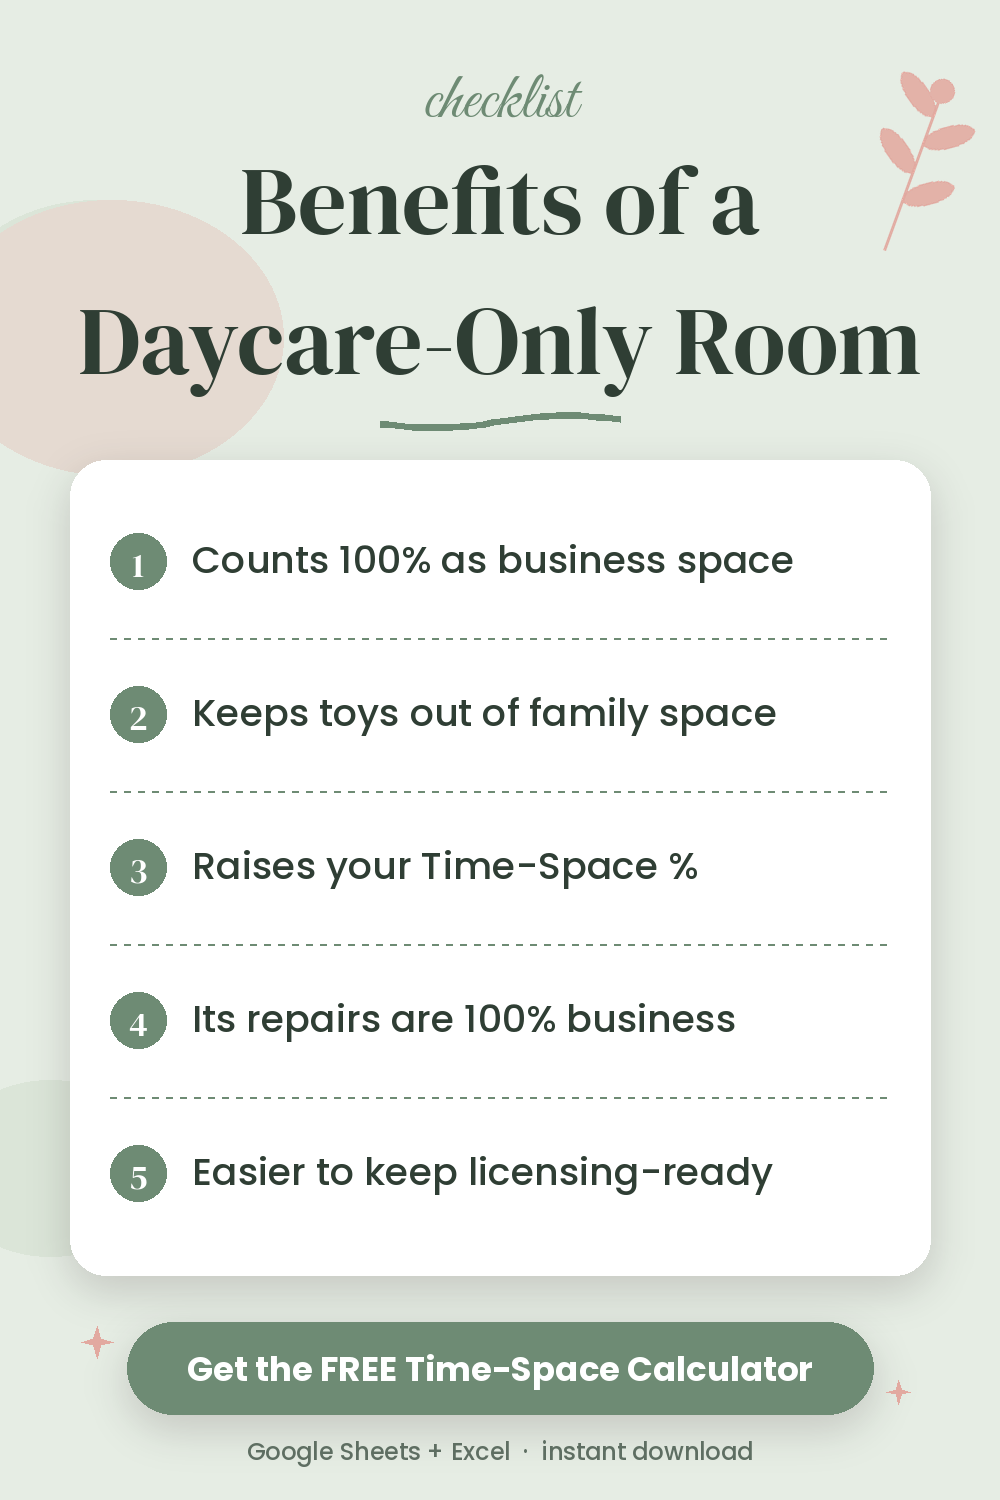 checklist
Benefits of a
Daycare-Only Room
1 Counts 100% as business space
2 Keeps toys out of family space
3 Raises your Time-Space %
4 Its repairs are 100% business
5 Easier to keep licensing-ready
Get the FREE Time-Space Calculator
Google Sheets + Excel · instant download